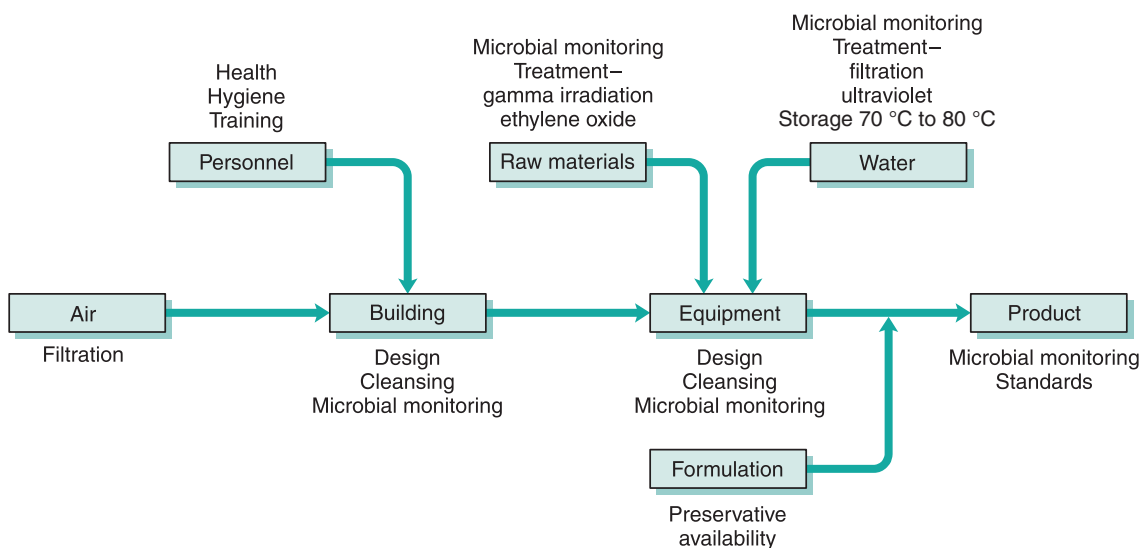 Health
Hygiene
Training
Personnel
Microbial monitoring
Treatment–
gamma irradiation
ethylene oxide
Raw materials
Microbial monitoring
Treatment–
filtration
ultraviolet
Storage 70 °C to 80 °C
Water
Air
Filtration
Building
Design
Cleansing
Microbial monitoring
Equipment
Design
Cleansing
Microbial monitoring
Product
Microbial monitoring
Standards
Formulation
Preservative
availability